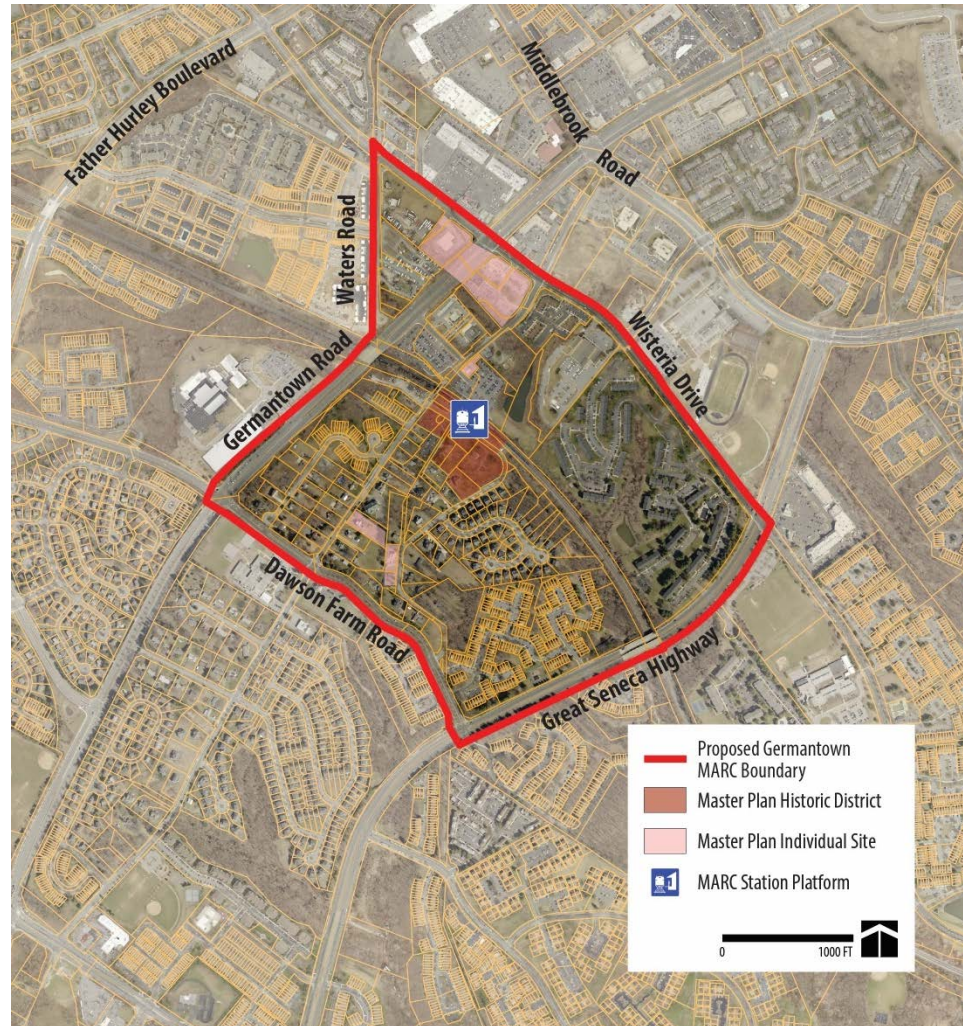 Father Hurley Boulevard
Middlebrook Road
Waters Road
Wisteria Drive
Germantown Road
Dawson Farm Road
Great Seneca Highway
Proposed Germantown
MARC Boundary
Master Plan Historic District
Master Plan Individual Site
MARC Station Platform
0 1000 FT